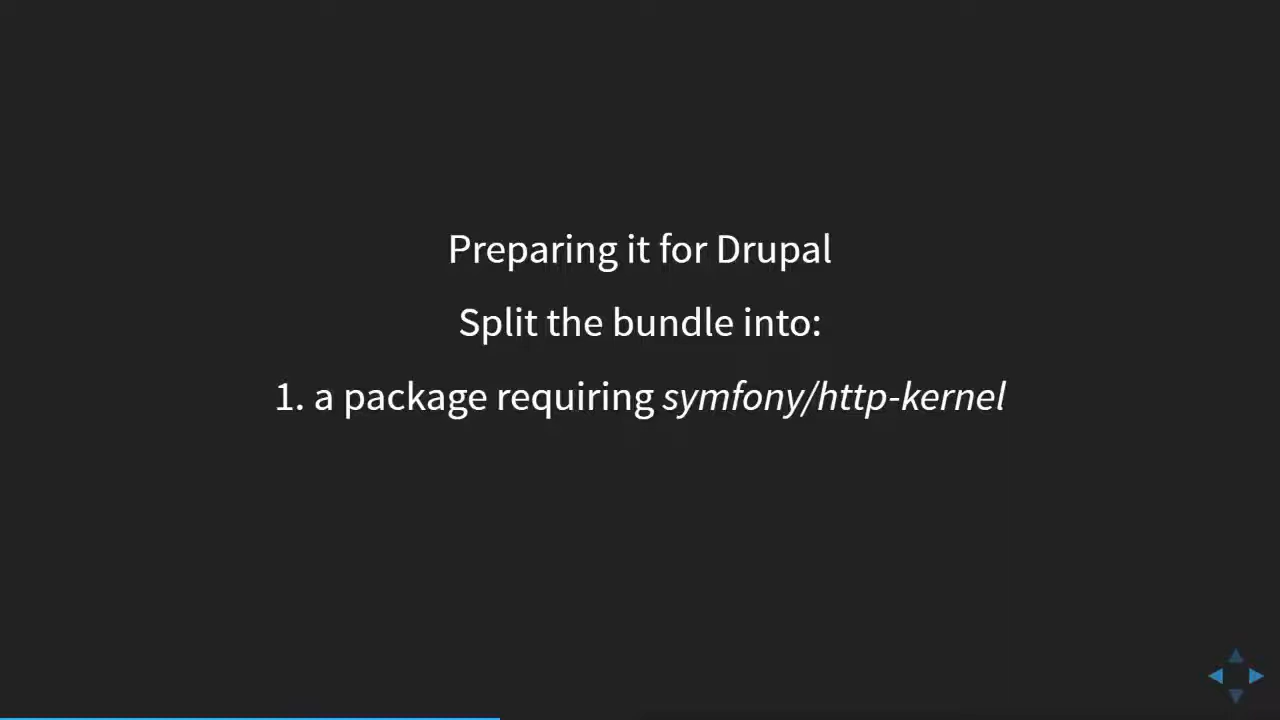 Preparing it for Drupal
Split the bundle into:
1. a package requiring symfony/http-kernel